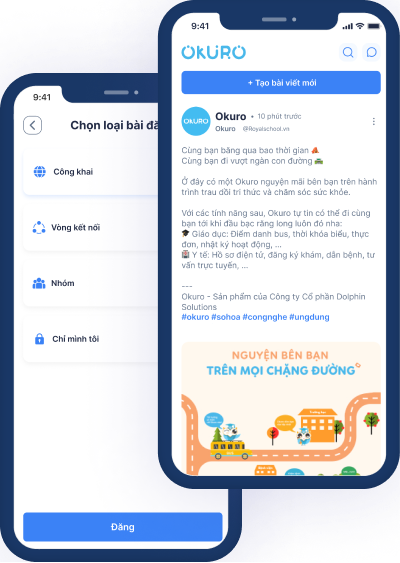 9:41
Chọn loại bài đă
Công khai
Vòng kết nối
Nhóm
Chỉ mình tôi
Đăng
9:41
OKURO
+ Tạo bài viết mới
OKURO
Okuro • 10 phút trước
Okuro @Royalschool.vn
Cùng bạn băng qua bao thời gian
Cùng bạn đi vượt ngàn con đường
Ở đây có một Okuro nguyện mãi bên bạn trên hành
trình trau dồi tri thức và chăm sóc sức khỏe.
Với các tính năng sau, Okuro tự tin có thể đi cùng
bạn tới khi đầu bạc răng long luôn đó nha:
Giáo dục: Điểm danh bus, thời khóa biểu, thực
đơn, nhật ký hoạt động, ...
Y tế: Hồ sơ điện tử, đăng ký khám, dẫn bệnh, tư
vấn trực tuyến, ...
---
Okuro - Sản phẩm của Công ty Cổ phần Dolphin
Solutions
#okuro #sohoa #congnghe #ungdung
NGUYỆN BÊN BẠN
TRÊN MỌI CHẶNG ĐƯỜNG